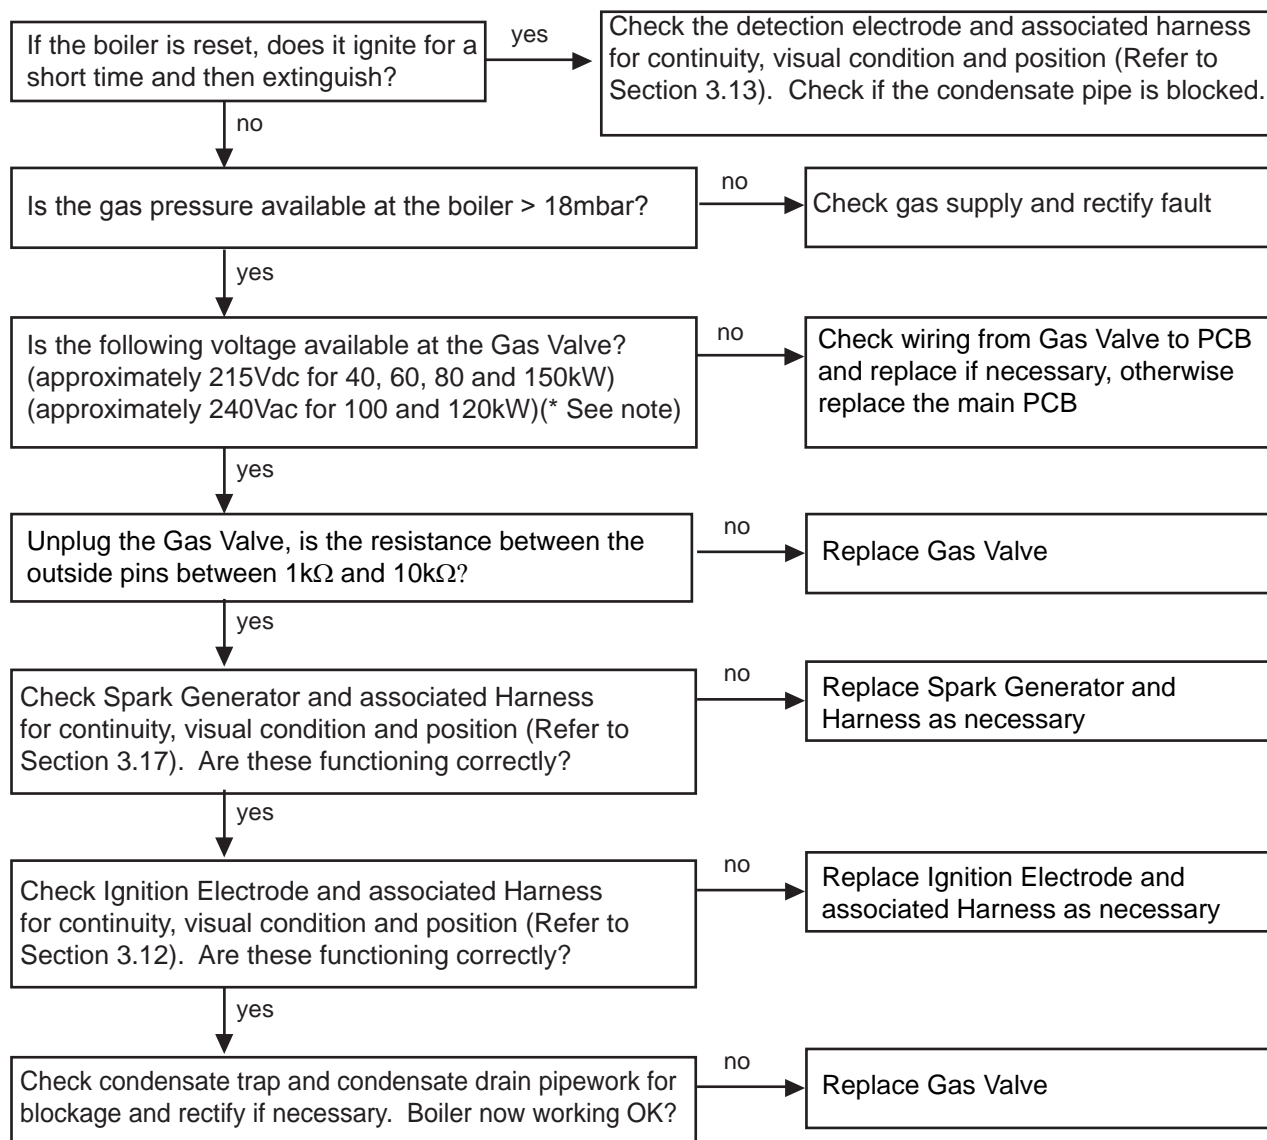 If the boiler is reset, does it ignite for a
short time and then extinguish?
yes
Check the detection electrode and associated harness
for continuity, visual condition and position (Refer to
Section 3.13).  Check if the condensate pipe is blocked.
no
Is the gas pressure available at the boiler > 18mbar?
no
Check gas supply and rectify fault
yes
Is the following voltage available at the Gas Valve?
(approximately 215Vdc for 40, 60, 80 and 150kW)
(approximately 240Vac for 100 and 120kW)(* See note)
no
Check wiring from Gas Valve to PCB
and replace if necessary, otherwise
replace the main PCB
yes
Unplug the Gas Valve, is the resistance between the
outside pins between 1kΩ and 10kΩ?
no
Replace Gas Valve
yes
Check Spark Generator and associated Harness
for continuity, visual condition and position (Refer to
Section 3.17).  Are these functioning correctly?
no
Replace Spark Generator and
Harness as necessary
yes
Check Ignition Electrode and associated Harness
for continuity, visual condition and position (Refer to
Section 3.12).  Are these functioning correctly?
no
Replace Ignition Electrode and
associated Harness as necessary
yes
Check condensate trap and condensate drain pipework for
blockage and rectify if necessary.  Boiler now working OK?
no
Replace Gas Valve